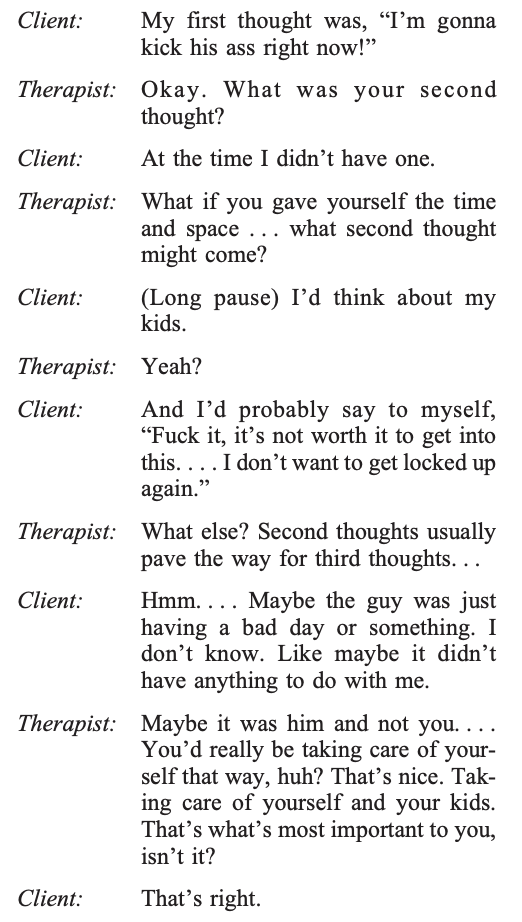 Client: My first thought was, “I’m gonna
kick his ass right now!”
Therapist: Okay. What was your second
thought?
Client: At the time I didn’t have one.
Therapist: What if you gave yourself the time
and space . . . what second thought
might come?
Client: (Long pause) I’d think about my
kids.
Therapist: Yeah?
Client: And I’d probably say to myself,
“Fuck it, it’s not worth it to get into
this. . . . I don’t want to get locked up
again.”
Therapist: What else? Second thoughts usually
pave the way for third thoughts. . .
Client: Hmm. . . . Maybe the guy was just
having a bad day or something. I
don’t know. Like maybe it didn’t
have anything to do with me.
Therapist: Maybe it was him and not you. . . .
You’d really be taking care of your-
self that way, huh? That’s nice. Tak-
ing care of yourself and your kids.
That’s what’s most important to you,
isn’t it?
Client: That’s right.